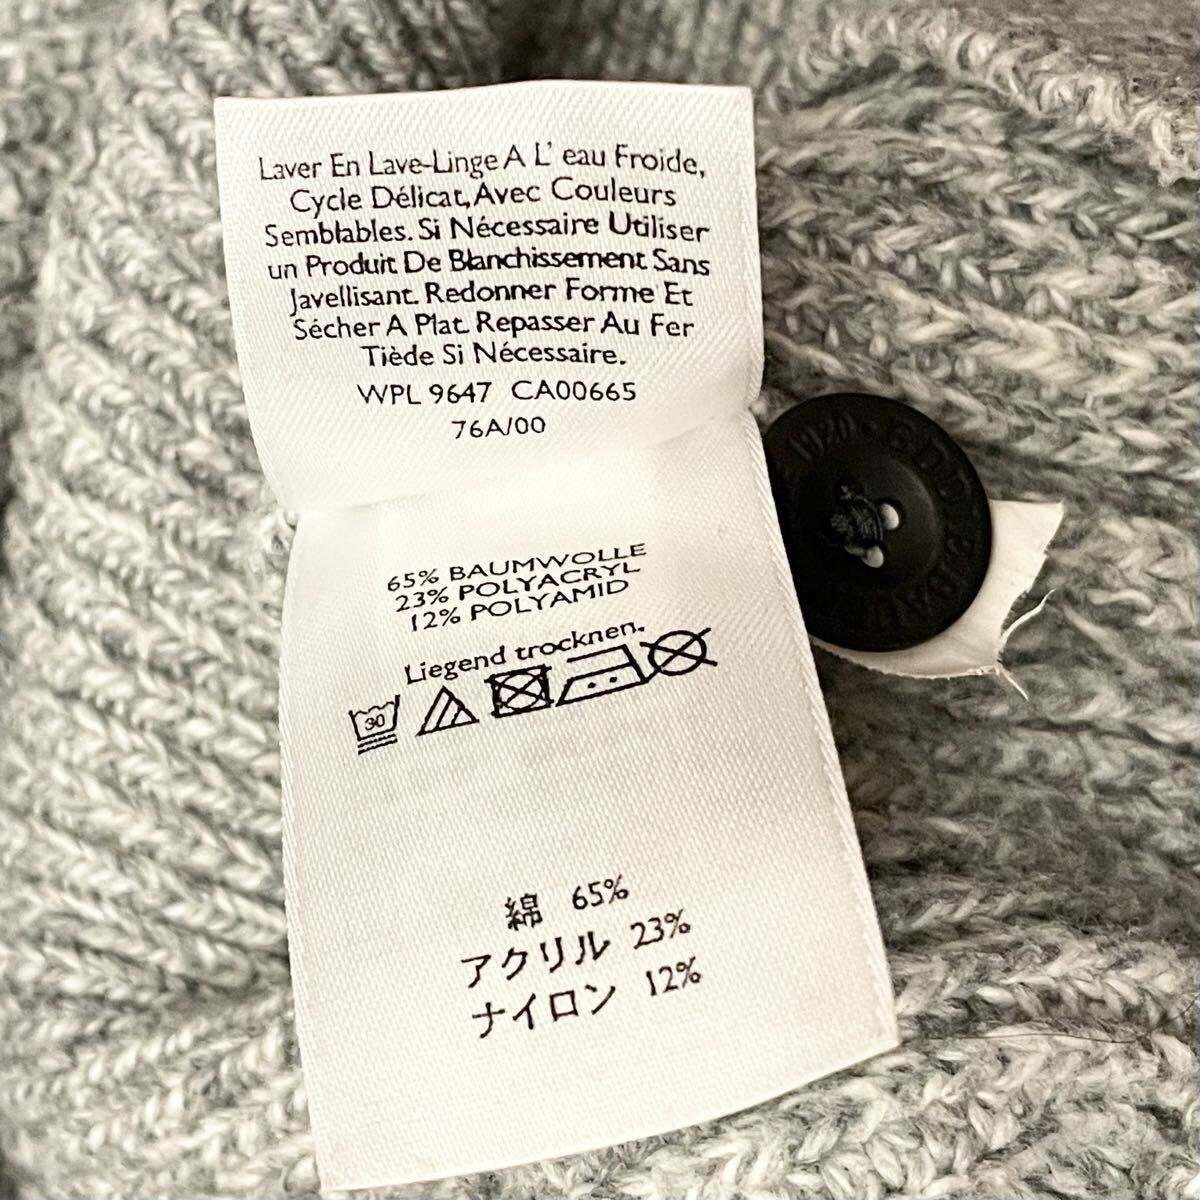 Laver En Lave-Linge A L' eau Froide,
Cycle Délicat, Avec Couleurs
Semblables. Si Nécessaire Utiliser
un Produit De Blanchissement Sans
Javellisant. Redonner Forme Et
Sécher A Plat. Repasser Au Fer
Tiède Si Nécessaire.
WPL 9647 CA00665
76A/00
65% BAUMWOLLE
23% POLYACRYL
12% POLYAMID
Liegend trocknen.
30
綿 65%
アクリル 23%
ナイロン 12%
1920